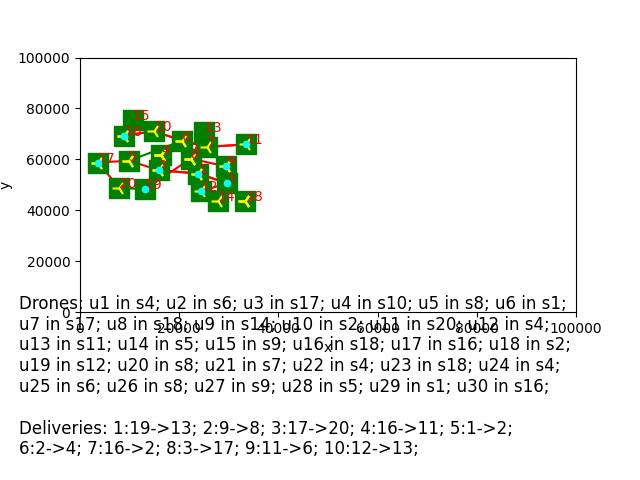 100000
80000
60000
40000
20000
0
y
0 20000 40000 60000 80000 100000
x
Drones: u1 in s4; u2 in s6; u3 in s17; u4 in s10; u5 in s8; u6 in s1;
u7 in s17; u8 in s18; u9 in s14; u10 in s2; u11 in s20; u12 in s4;
u13 in s11; u14 in s5; u15 in s9; u16 in s18; u17 in s16; u18 in s2;
u19 in s12; u20 in s8; u21 in s7; u22 in s4; u23 in s18; u24 in s4;
u25 in s6; u26 in s8; u27 in s9; u28 in s5; u29 in s1; u30 in s16;
Deliveries: 1:19->13; 2:9->8; 3:17->20; 4:16->11; 5:1->2;
6:2->4; 7:16->2; 8:3->17; 9:11->6; 10:12->13;